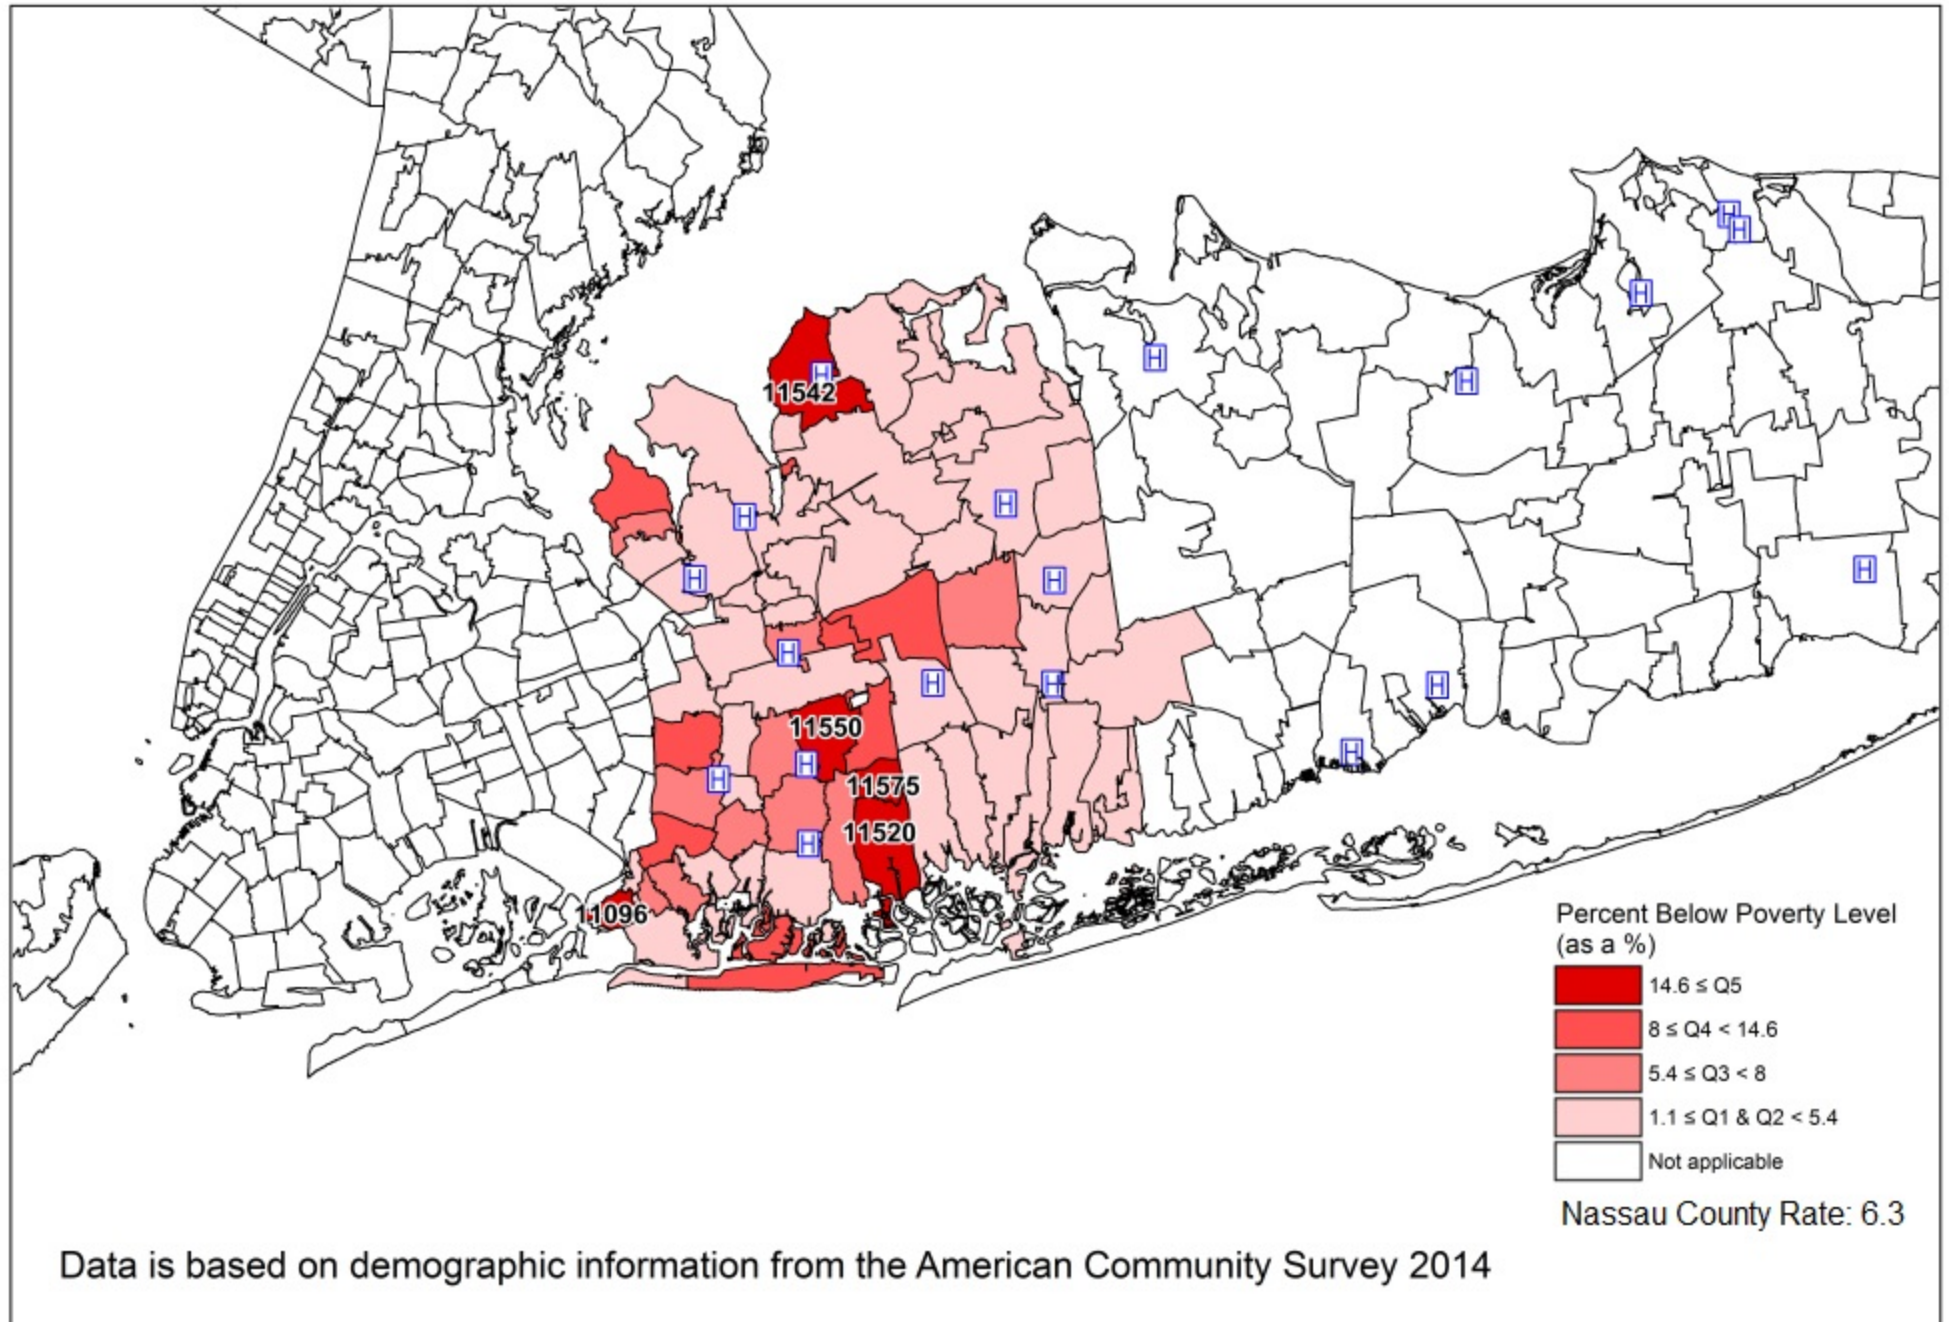 H
H
H
H
H
11542
H
H
H
H
H
H
H
H
H
H
11550
H
H
H
11575
11520
H
11096
Percent Below Poverty Level
(as a %)
14.6 ≤ Q5
8 ≤ Q4 < 14.6
5.4 ≤ Q3 < 8
1.1 ≤ Q1 & Q2 < 5.4
Not applicable
Nassau County Rate: 6.3
Data is based on demographic information from the American Community Survey 2014